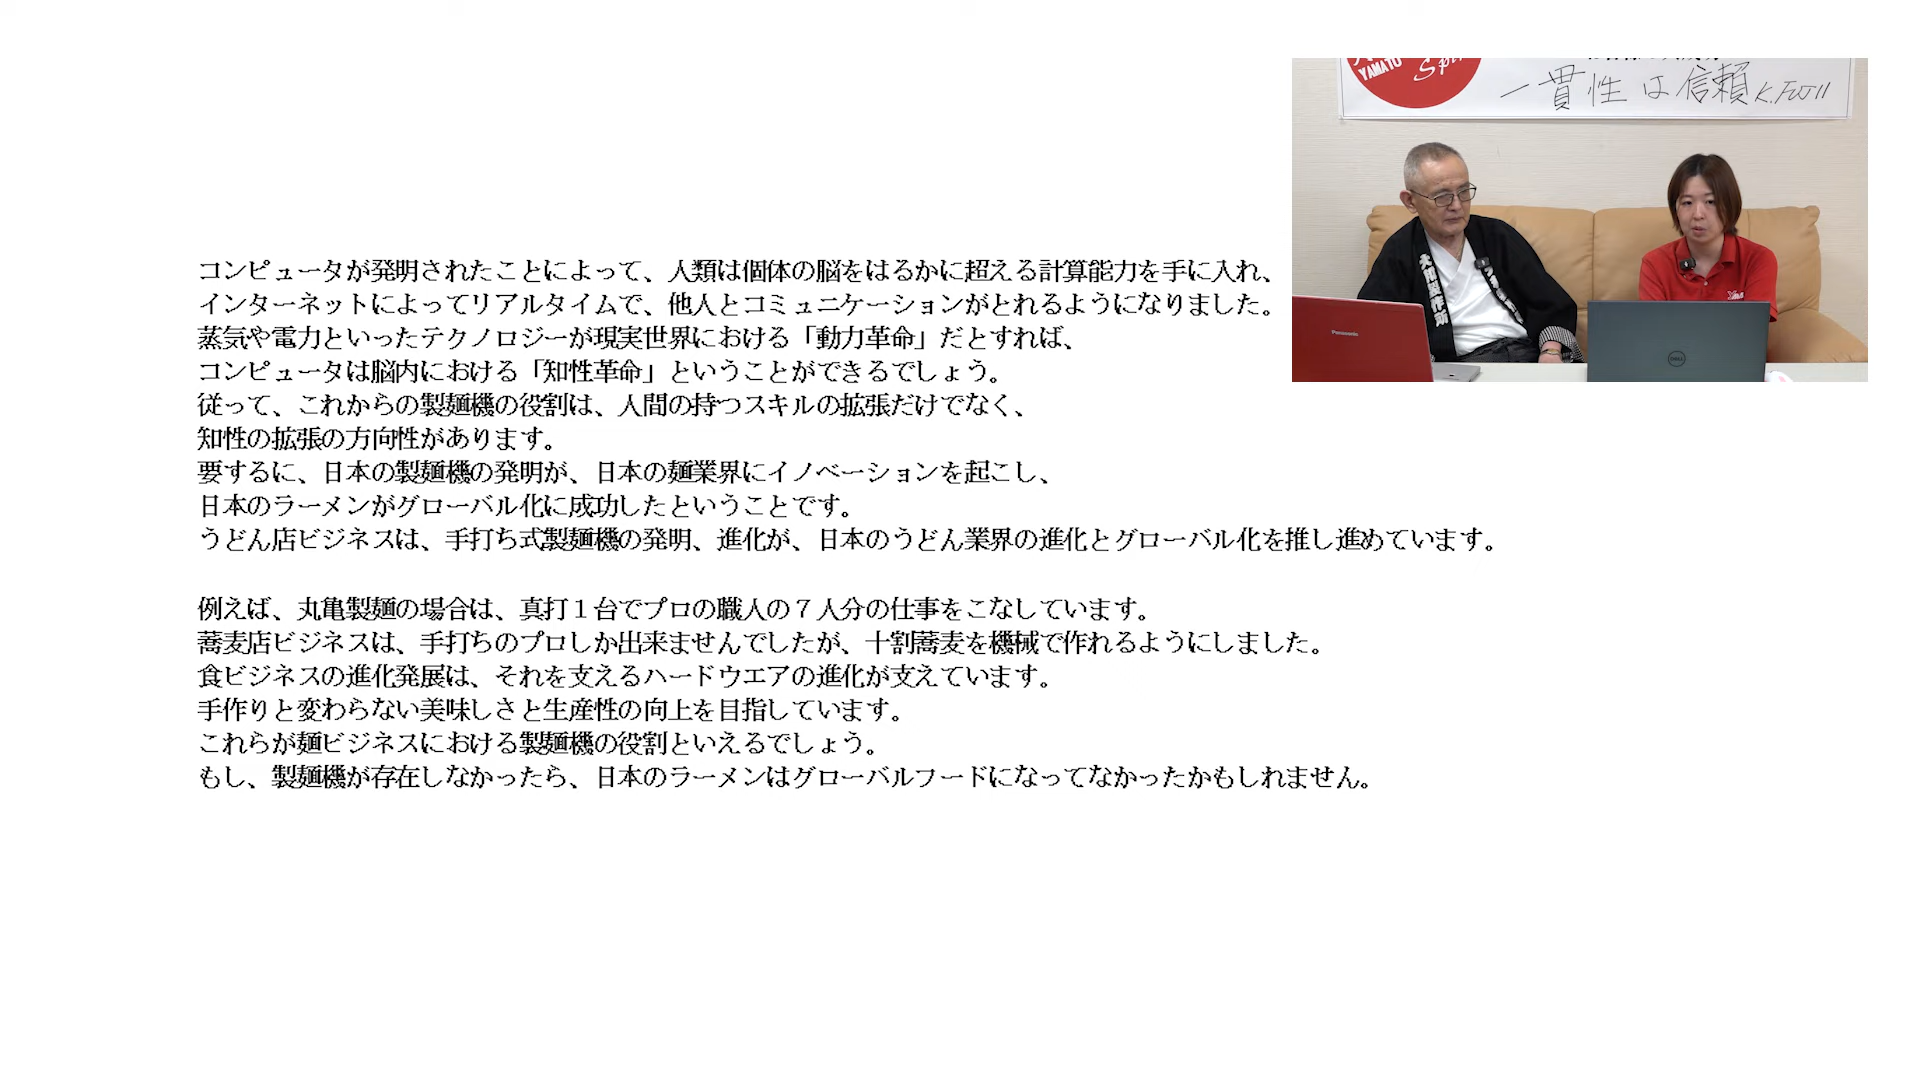 コンピュータが発明されたことによって、人類は個体の脳をはるかに超える計算能力を手に入れ、
インターネットによってリアルタイムで、他人とコミュニケーションがとれるようになりました。
蒸気や電力といったテクノロジーが現実世界における「動力革命」だとすれば、
コンピュータは脳内における「知性革命」ということができるでしょう。
従って、これからの製麺機の役割は、人間の持つスキルの拡張だけでなく、
知性の拡張の方向性があります。
要するに、日本の製麺機の発明が、日本の麺業界にイノベーションを起こし、
日本のラーメンがグローバル化に成功したということです。
うどん店ビジネスは、手打ち式製麺機の発明、進化が、日本のうどん業界の進化とグローバル化を推し進めています。
例えば、丸亀製麺の場合は、真打１台でプロの職人の７人分の仕事をこなしています。
蕎麦店ビジネスは、手打ちのプロしか出来ませんでしたが、十割蕎麦を機械で作れるようにしました。
食ビジネスの進化発展は、それを支えるハードウエアの進化が支えています。
手作りと変わらない美味しさと生産性の向上を目指しています。
これらが麺ビジネスにおける製麺機の役割といえるでしょう。
もし、製麺機が存在しなかったら、日本のラーメンはグローバルフードになってなかったかもしれません。
YAMATO
一貫性は信頼 K.FUJII
Panasonic
DELL